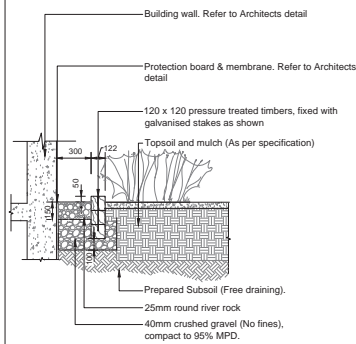 Building wall. Refer to Architects
detail
Protection board & membrane. Refer to Architects
detail
120 x 120 pressure treated timbers, fixed with
galvanised stakes as shown
Topsoil and mulch (As per specification)
300
122
50
150
100
Prepared Subsoil (Free draining).
25mm round river rock
40mm crushed gravel (No fines),
compact to 95% MPD.